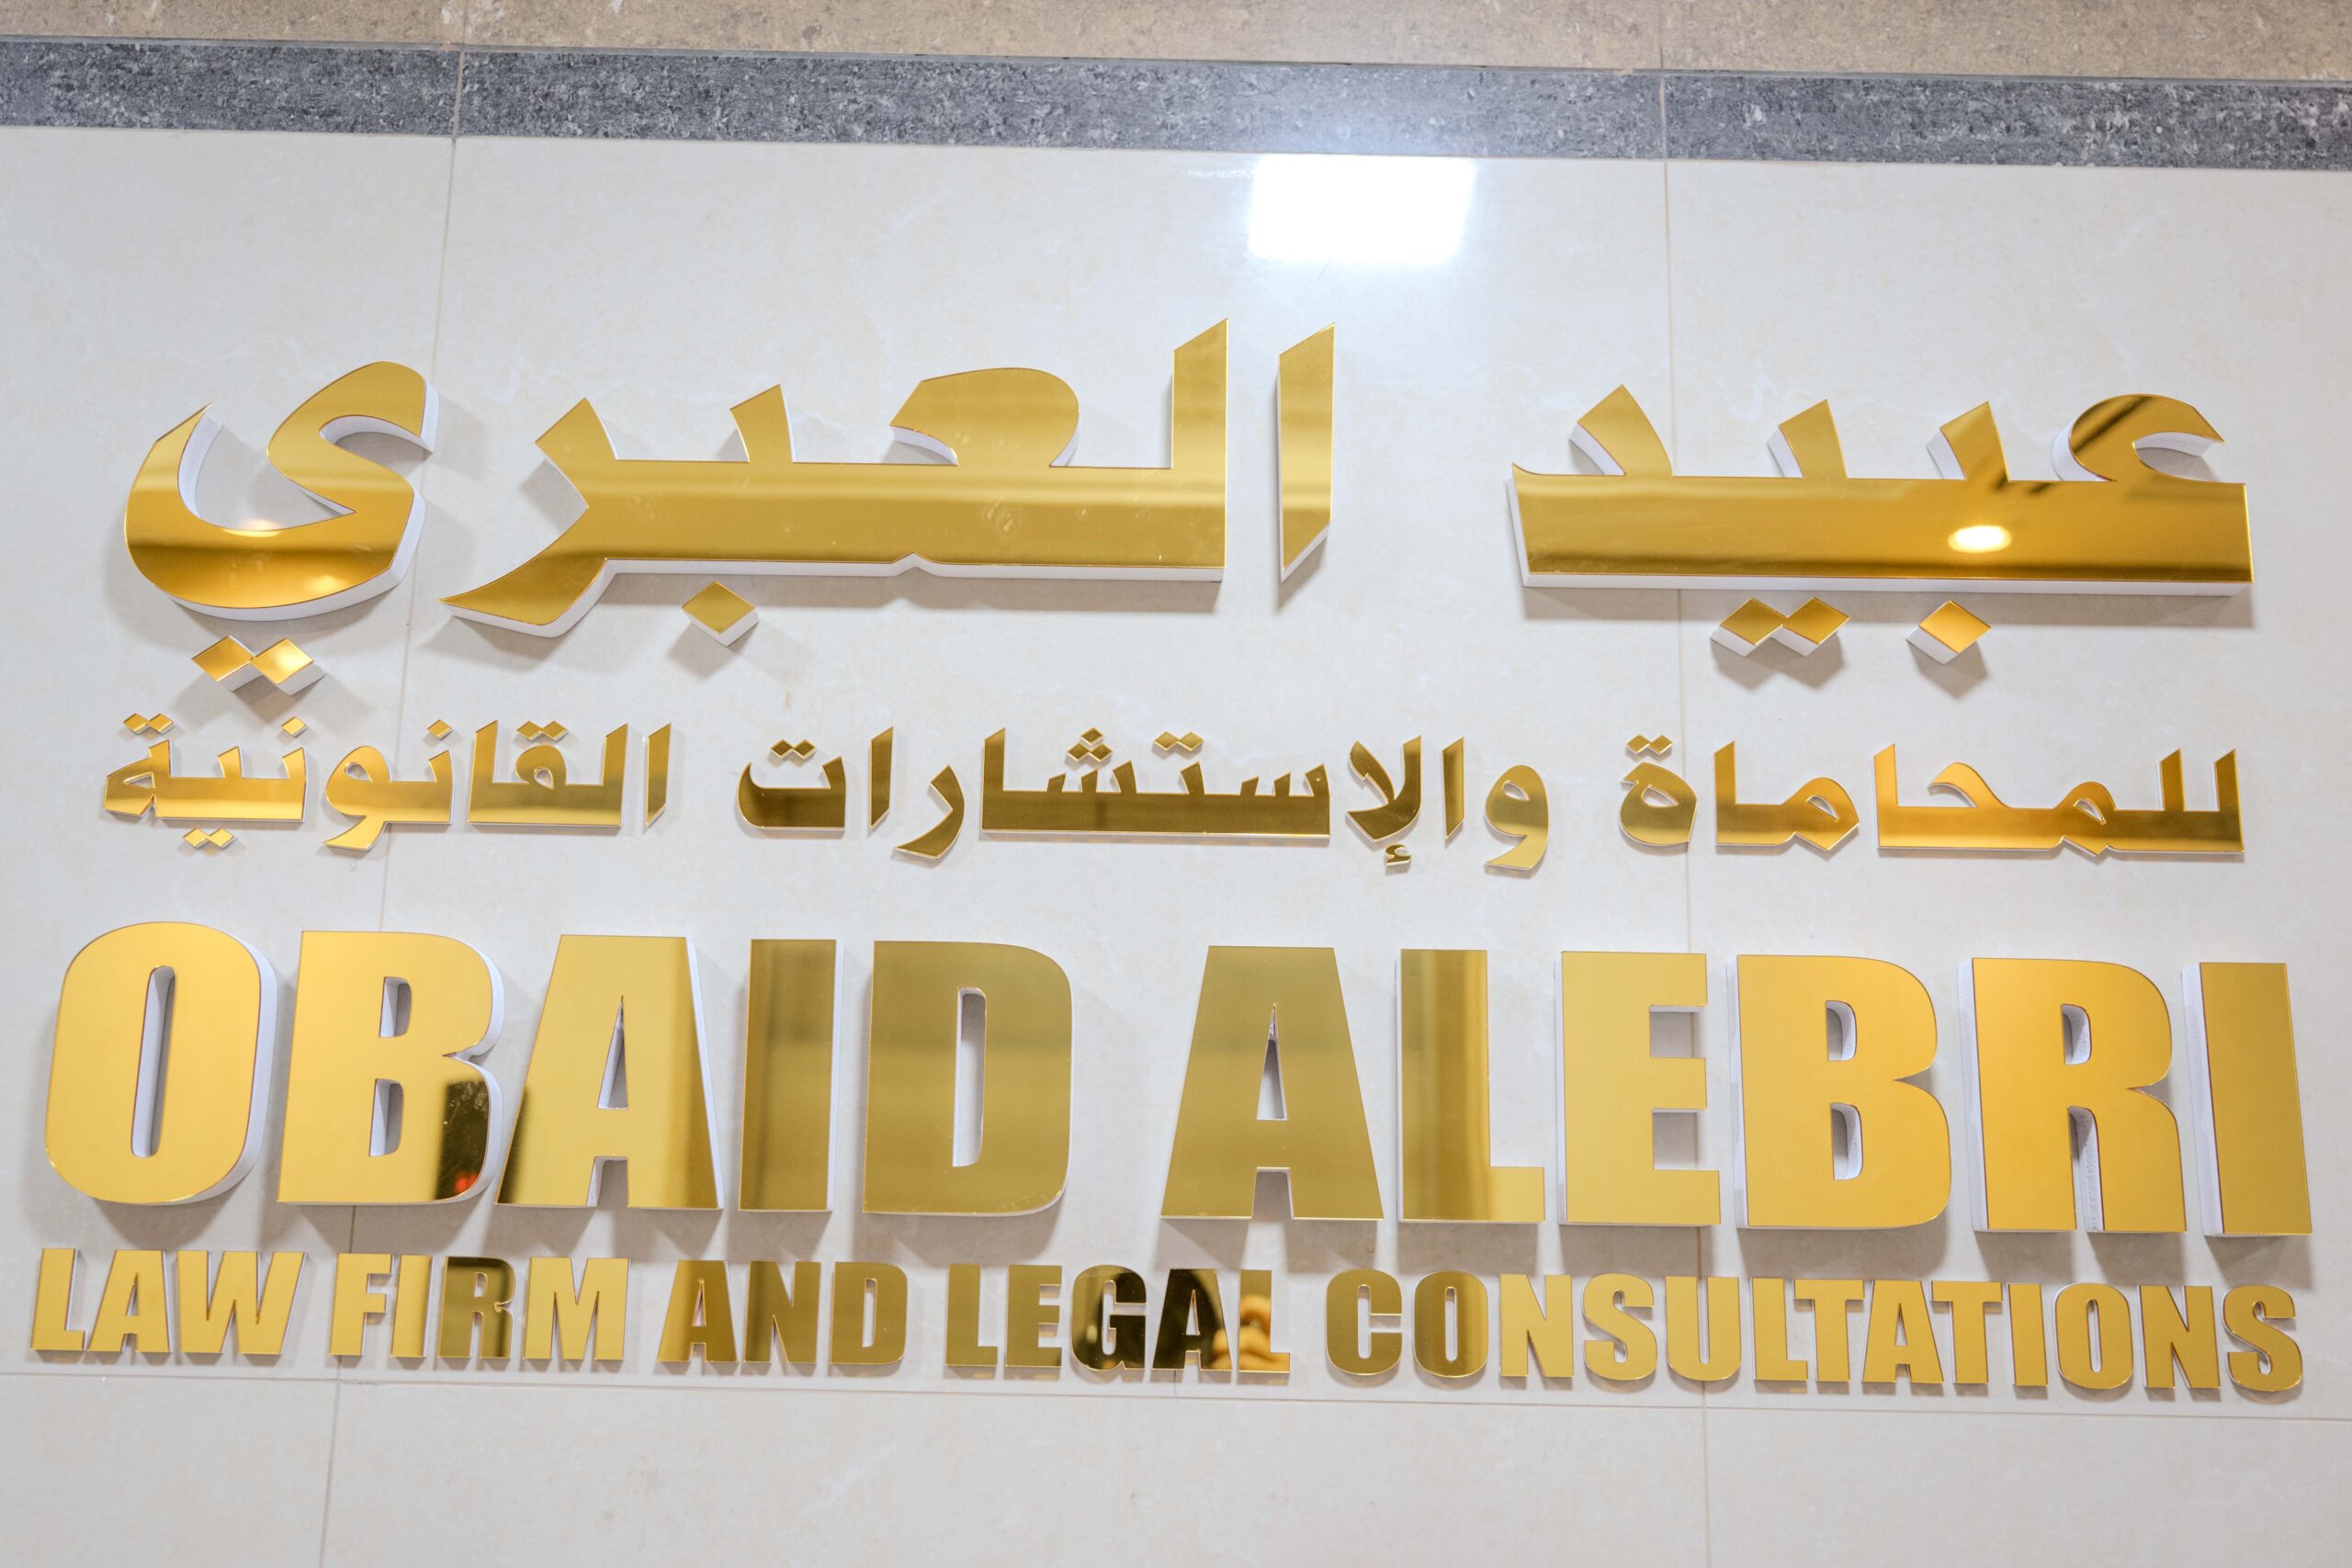 عبيد العبري
للمحاماة والإستشارات القانونية
OBAID ALEBRI
LAW FIRM AND LEGAL CONSULTATIONS